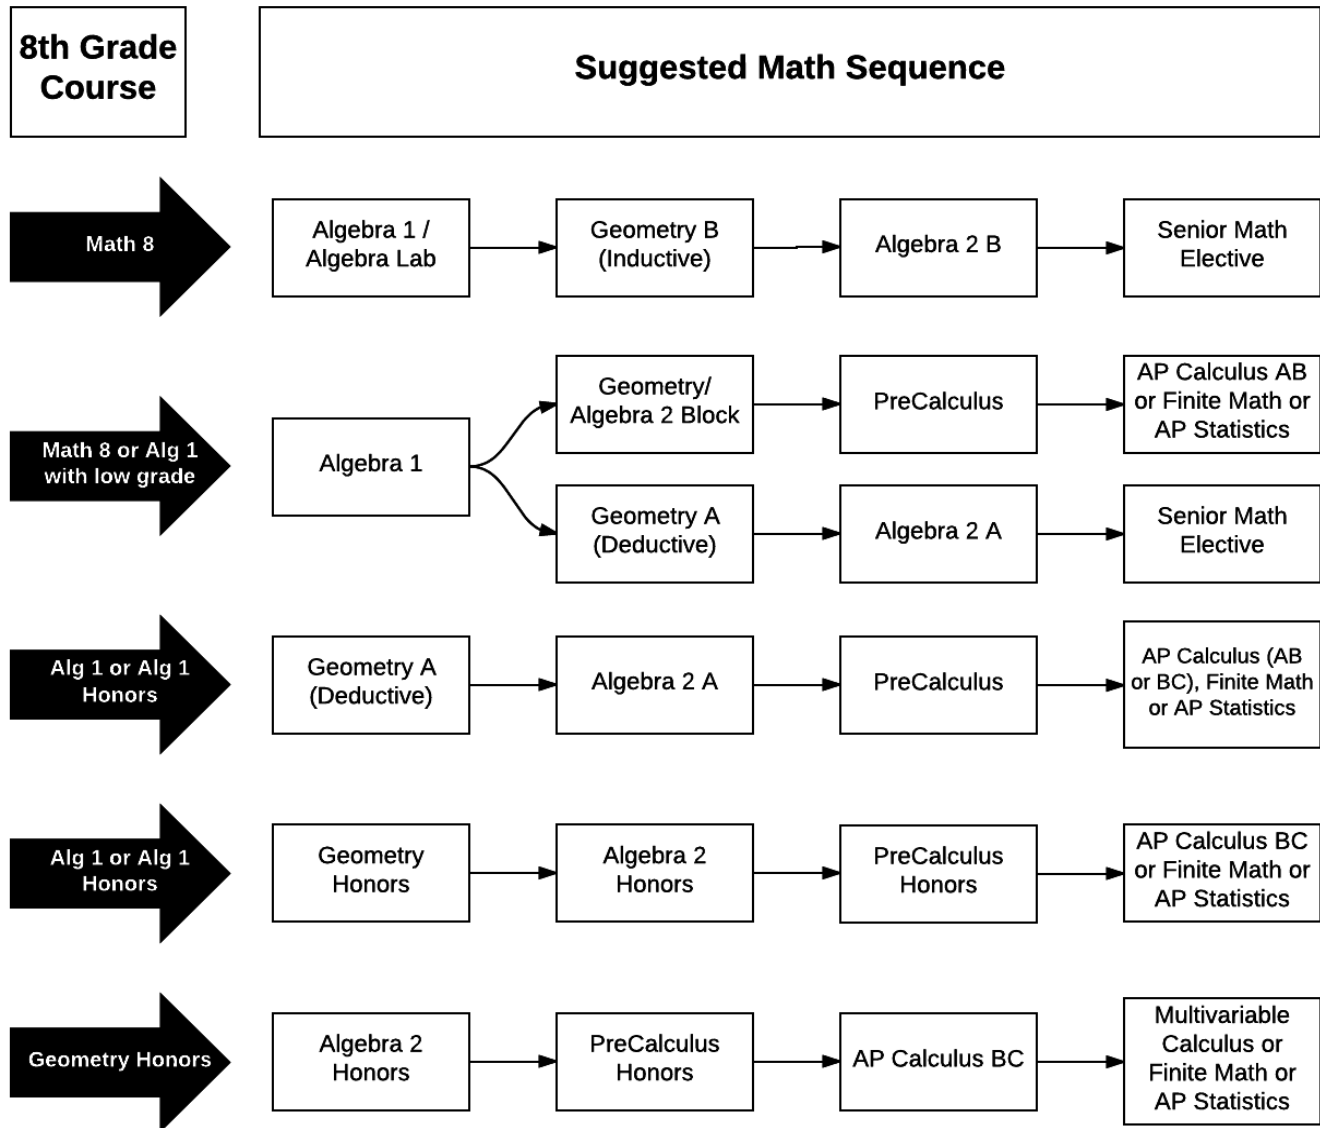 8th Grade
Course
Suggested Math Sequence
Math 8
Algebra 1 /
Algebra Lab
Geometry B
(Inductive)
Algebra 2 B
Senior Math
Elective
Math 8 or Alg 1
with low grade
Algebra 1
Geometry/
Algebra 2 Block
PreCalculus
AP Calculus AB
or Finite Math or
AP Statistics
Geometry A
(Deductive)
Algebra 2 A
Senior Math
Elective
Alg 1 or Alg 1
Honors
Geometry A
(Deductive)
Algebra 2 A
PreCalculus
AP Calculus (AB
or BC), Finite Math
or AP Statistics
Alg 1 or Alg 1
Honors
Geometry
Honors
Algebra 2
Honors
PreCalculus
Honors
AP Calculus BC
or Finite Math or
AP Statistics
Geometry Honors
Algebra 2
Honors
PreCalculus
Honors
AP Calculus BC
Multivariable
Calculus or
Finite Math or
AP Statistics